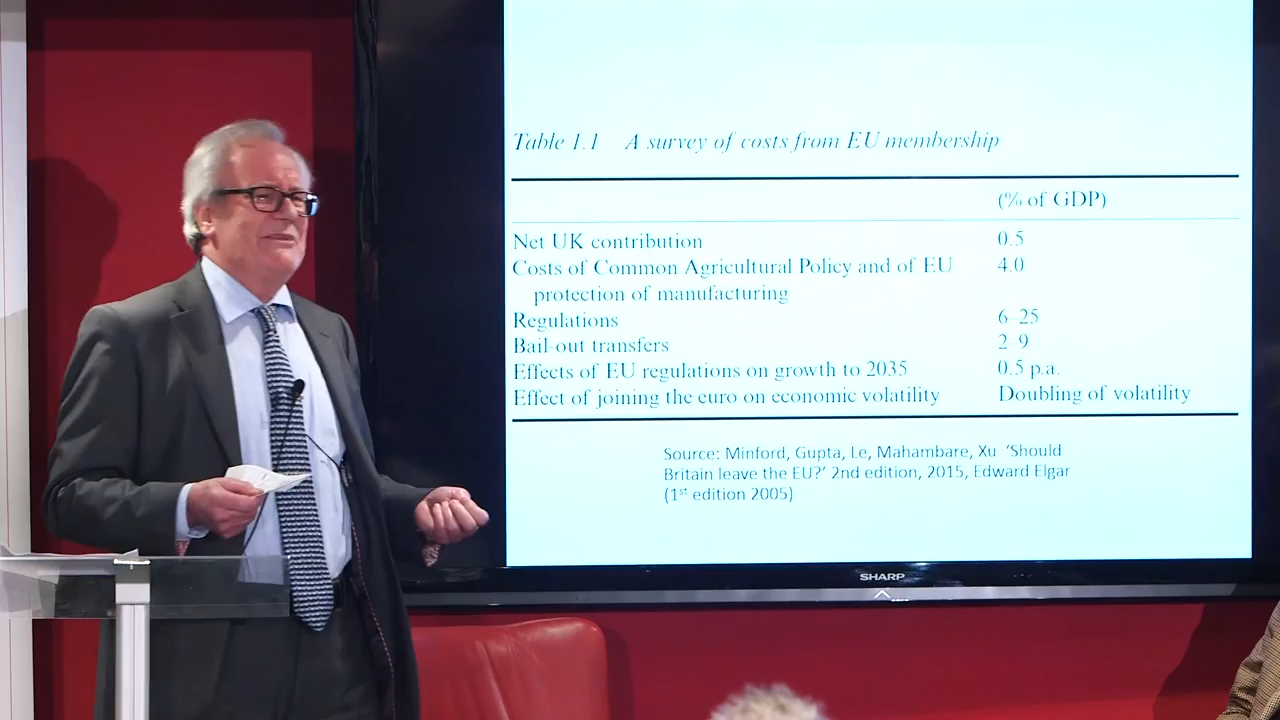 Table 1.1 A survey of costs from EU membership
(% of GDP)
Net UK contribution 0.5
Costs of Common Agricultural Policy and of EU 4.0
protection of manufacturing
Regulations 6–25
Bail-out transfers 2–9
Effects of EU regulations on growth to 2035 0.5 p.a.
Effect of joining the euro on economic volatility Doubling of volatility
Source: Minford, Gupta, Le, Mahambare, Xu ‘Should
Britain leave the EU?’ 2nd edition, 2015, Edward Elgar
(1st edition 2005)
SHARP